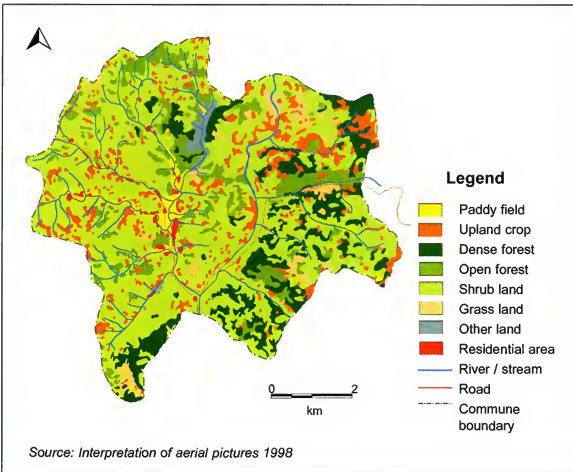 Legend
Paddy field
Upland crop
Dense forest
Open forest
Shrub land
Grass land
Other land
Residential area
River / stream
Road
Commune
boundary
0 2
km
Source: Interpretation of aerial pictures 1998